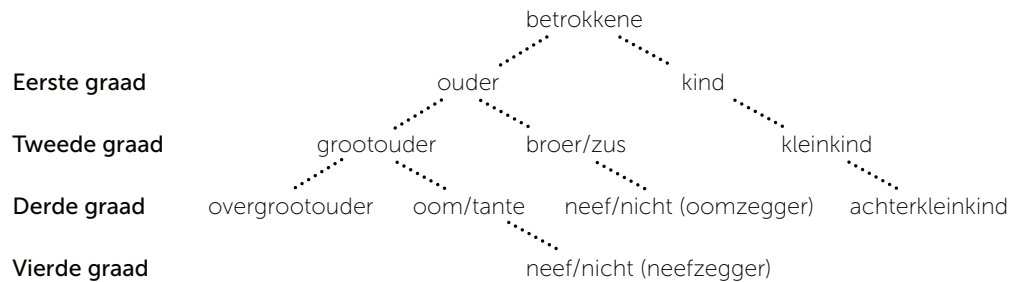 betrokkene
Eerste graad ouder kind
Tweede graad grootouder broer/zus kleinkind
Derde graad overgrootouder oom/tante neef/nicht (oomzegger) achterkleinkind
Vierde graad neef/nicht (neefzegger)